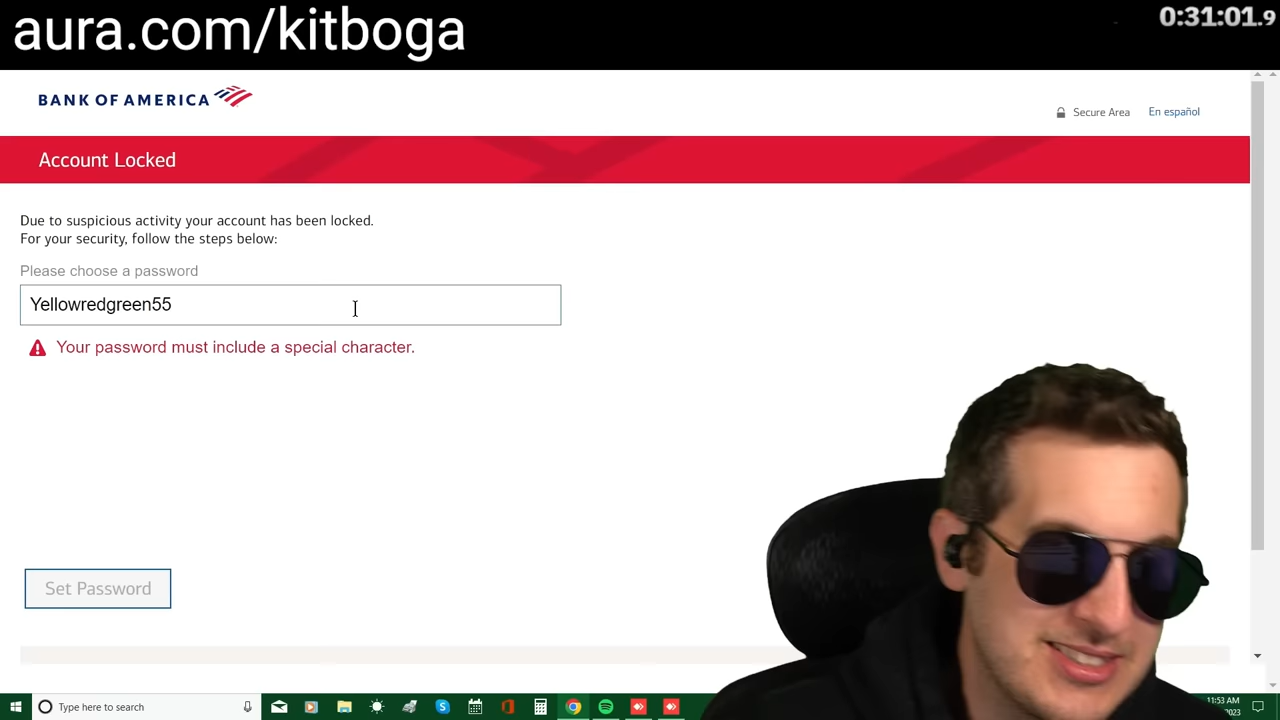 aura.com/kitboga
0:31:01.9
BANK OF AMERICA
Secure Area
En español
Account Locked
Due to suspicious activity your account has been locked.
For your security, follow the steps below:
Please choose a password
Yellowredgreen55
Your password must include a special character.
Set Password
Type here to search
11:53 AM
2023